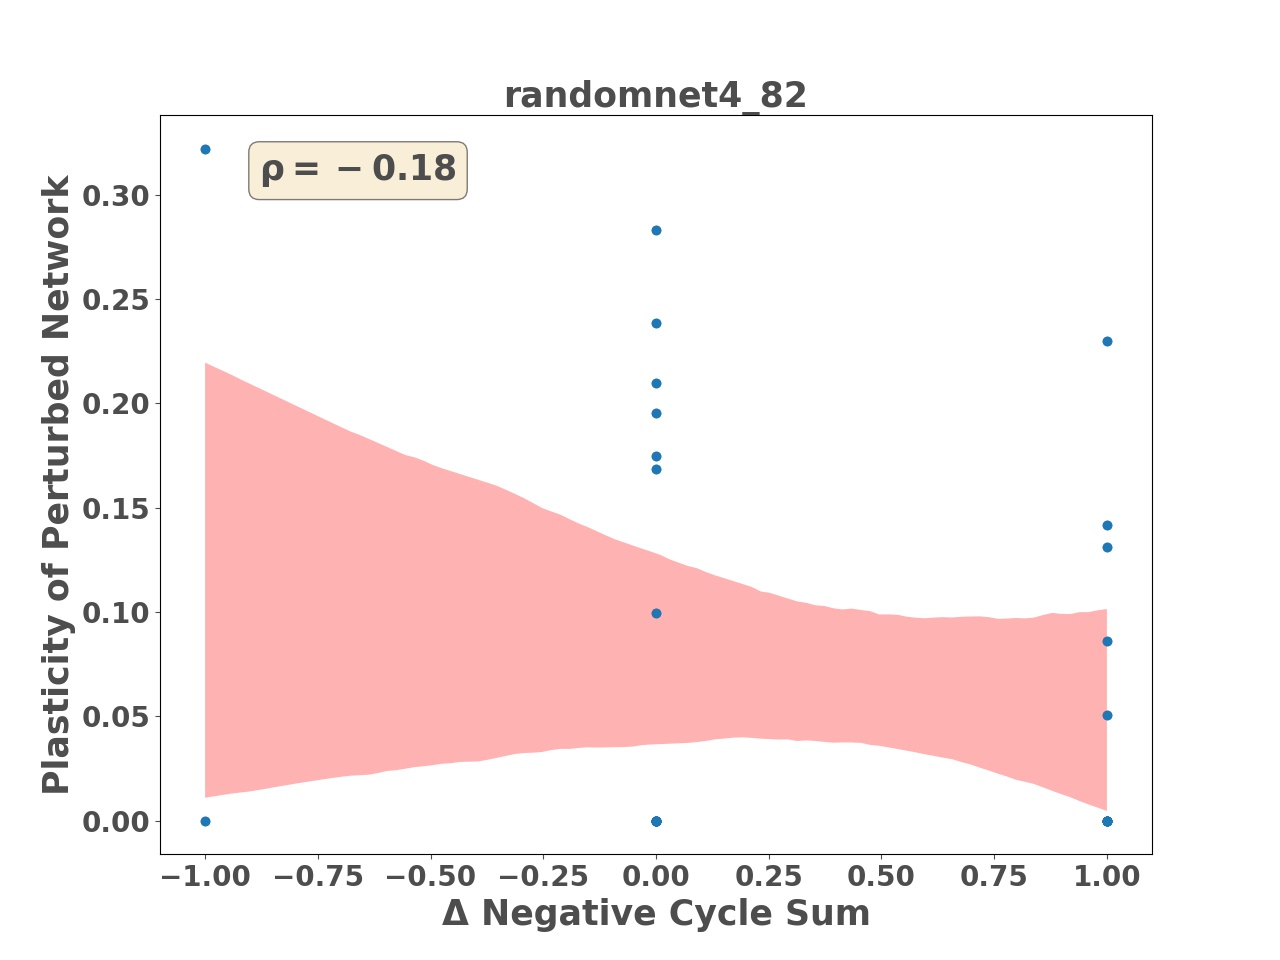 randomnet4_82
ρ = − 0.18
Plasticity of Perturbed Network
0.30
0.25
0.20
0.15
0.10
0.05
0.00
−1.00 −0.75 −0.50 −0.25 0.00 0.25 0.50 0.75 1.00
Δ Negative Cycle Sum